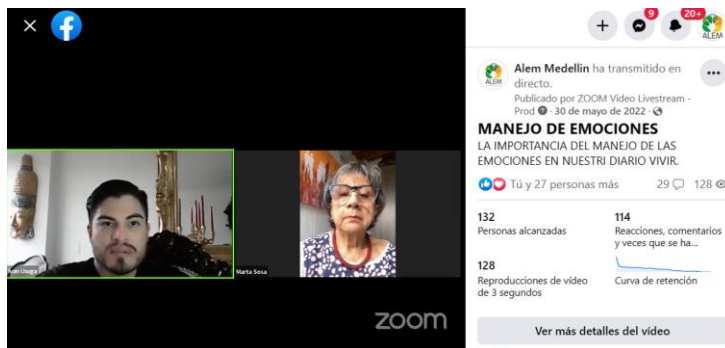 9
20+
ALEM
Alem Medellin ha transmitido en
directo.
Publicado por ZOOM Video Livestream -
Prod · 30 de mayo de 2022 ·
ALEM
MANEJO DE EMOCIONES
LA IMPORTANCIA DEL MANEJO DE LAS
EMOCIONES EN NUESTRI DIARIO VIVIR.
Tú y 27 personas más 29 128
132
Personas alcanzadas
114
Reacciones, comentarios
y veces que se ha...
128
Reproducciones de vídeo
de 3 segundos
Curva de retención
Ver más detalles del vídeo
Marta Sosa
zoom